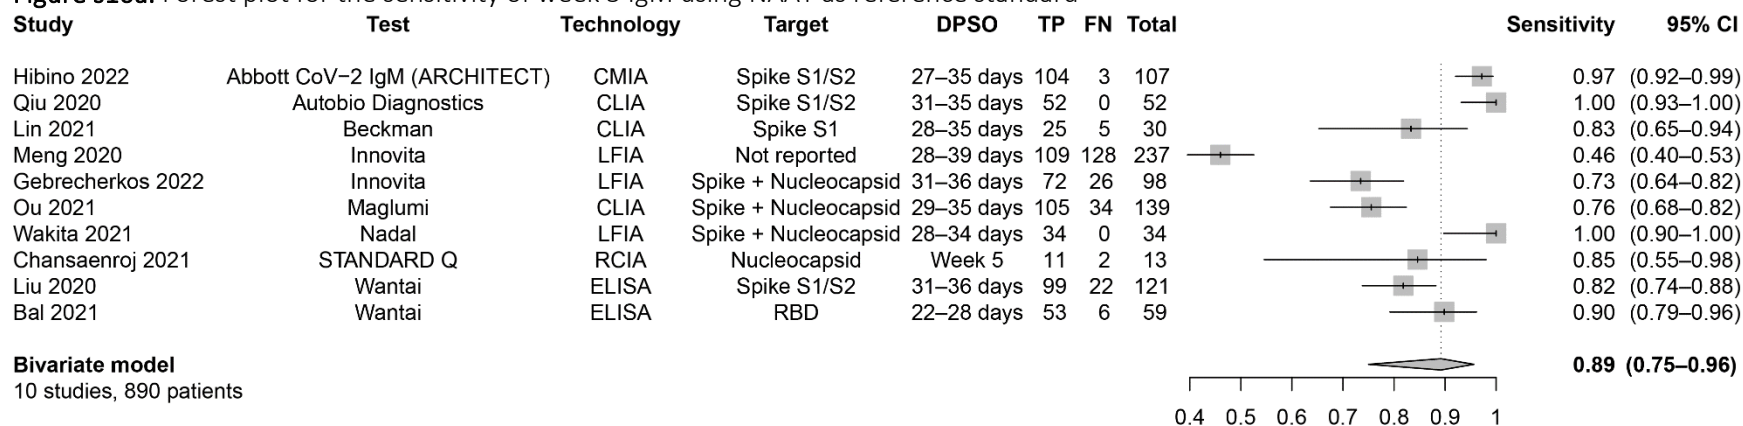 Study Test Technology Target DPSO TP FN Total Sensitivity 95% CI
Hibino 2022 Abbott CoV−2 IgM (ARCHITECT) CMIA Spike S1/S2 27–35 days 104 3 107 0.97 (0.92–0.99)
Qiu 2020 Autobio Diagnostics CLIA Spike S1/S2 31–35 days 52 0 52 1.00 (0.93–1.00)
Lin 2021 Beckman CLIA Spike S1 28–35 days 25 5 30 0.83 (0.65–0.94)
Meng 2020 Innovita LFIA Not reported 28–39 days 109 128 237 0.46 (0.40–0.53)
Gebrecherkos 2022 Innovita LFIA Spike + Nucleocapsid 31–36 days 72 26 98 0.73 (0.64–0.82)
Ou 2021 Maglumi CLIA Spike + Nucleocapsid 29–35 days 105 34 139 0.76 (0.68–0.82)
Wakita 2021 Nadal LFIA Spike + Nucleocapsid 28–34 days 34 0 34 1.00 (0.90–1.00)
Chansaenroj 2021 STANDARD Q RCIA Nucleocapsid Week 5 11 2 13 0.85 (0.55–0.98)
Liu 2020 Wantai ELISA Spike S1/S2 31–36 days 99 22 121 0.82 (0.74–0.88)
Bal 2021 Wantai ELISA RBD 22–28 days 53 6 59 0.90 (0.79–0.96)
Bivariate model 0.89 (0.75–0.96)
10 studies, 890 patients
0.4 0.5 0.6 0.7 0.8 0.9 1